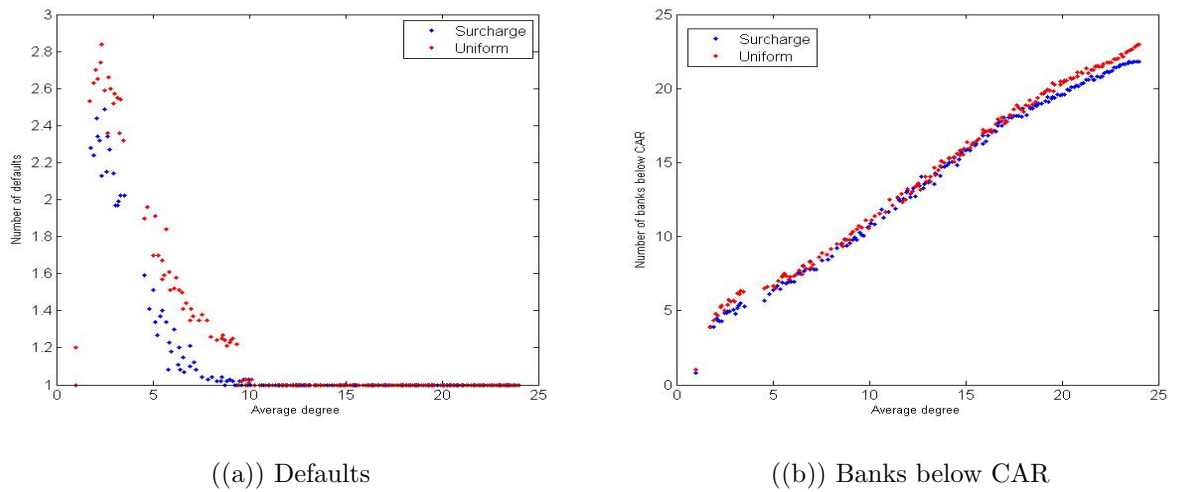 3
2.8
2.6
2.4
2.2
2
1.8
1.6
1.4
1.2
1
Number of defaults
Surcharge
Uniform
0
5
10
15
20
25
Average degree
((a)) Defaults
25
20
15
10
5
0
Number of banks below CAR
Surcharge
Uniform
0
5
10
15
20
25
Average degree
((b)) Banks below CAR